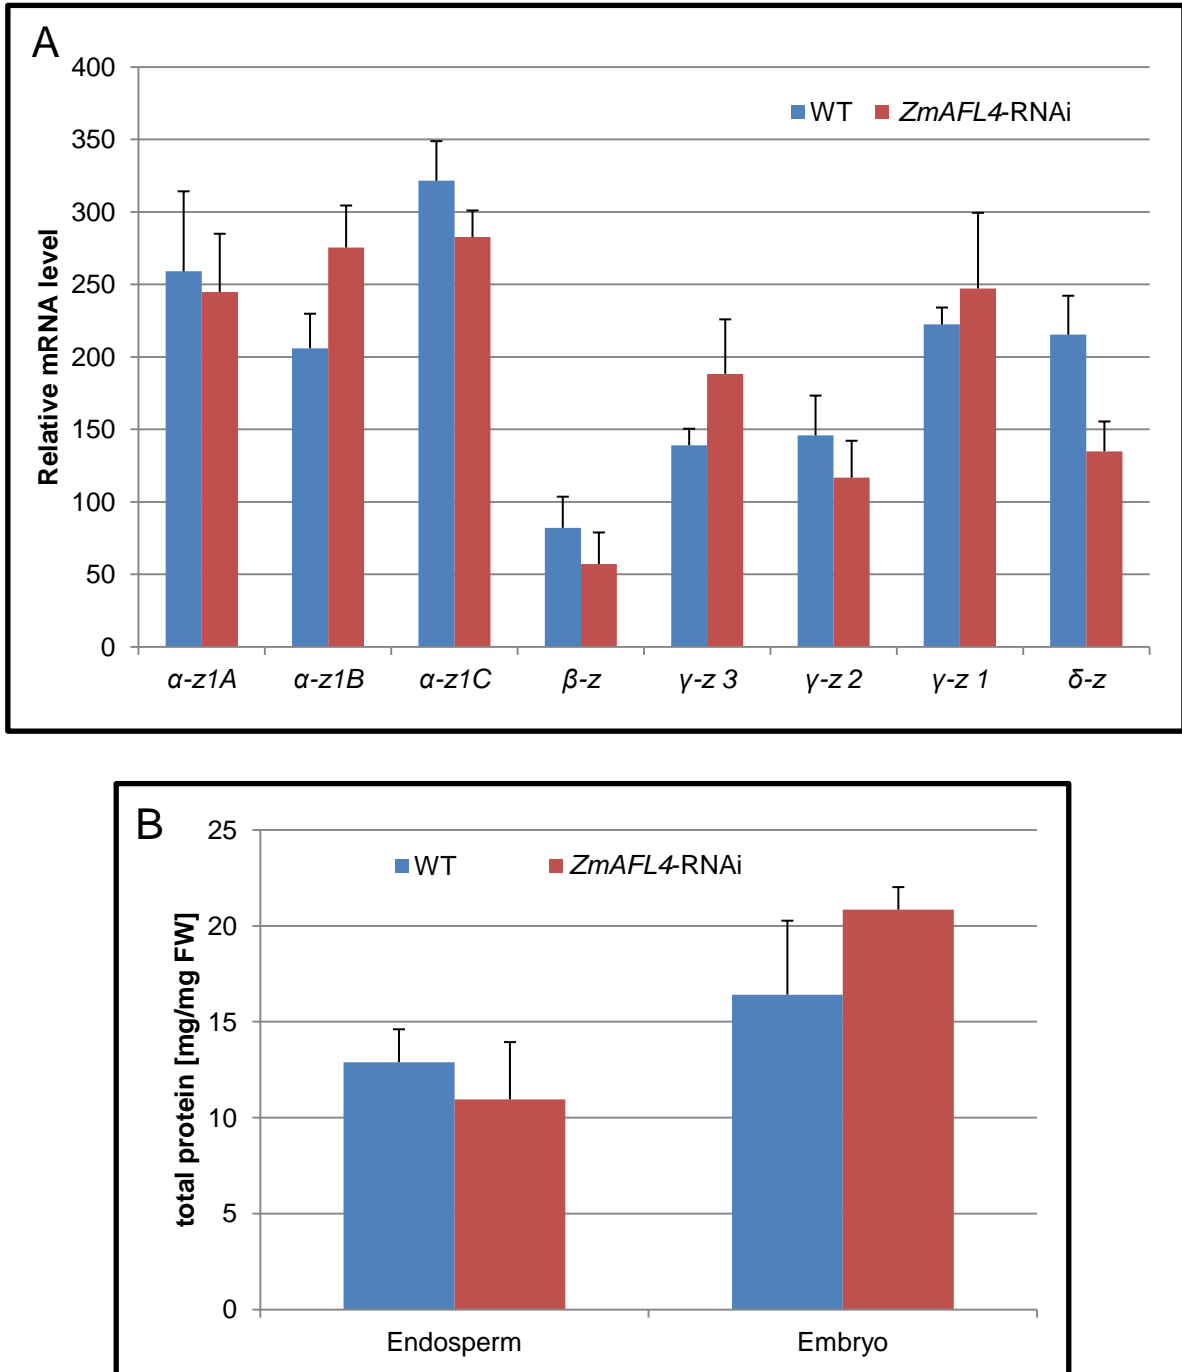 A
400
350
300
250
200
150
100
50
0
Relative mRNA level
WT ZmAFL4-RNAi
α-z1A α-z1B α-z1C β-z γ-z 3 γ-z 2 γ-z 1 δ-z
B
25
20
15
10
5
0
total protein [mg/mg FW]
WT ZmAFL4-RNAi
Endosperm Embryo